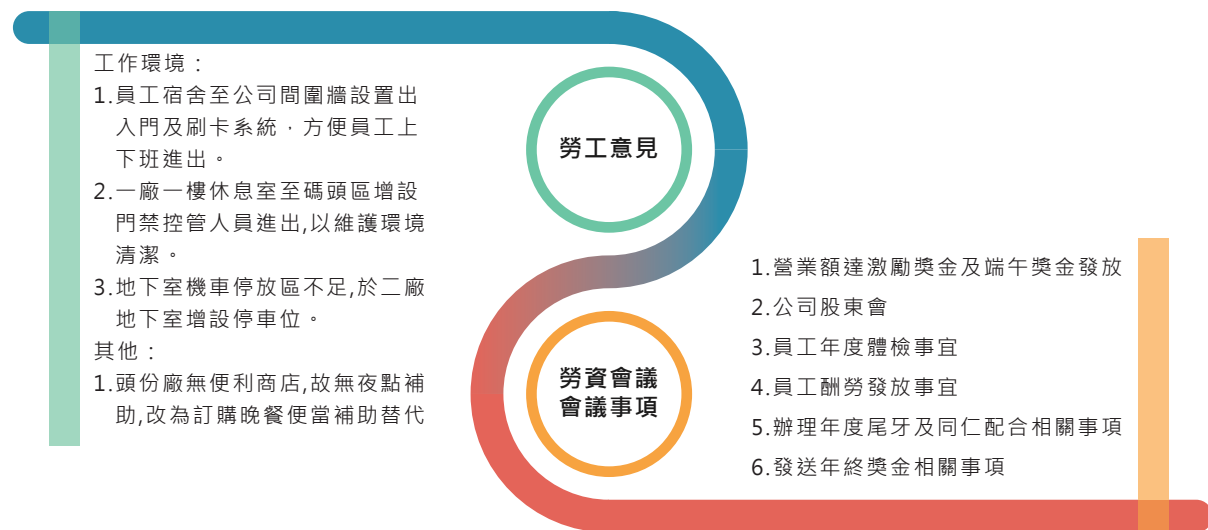 工作環境：
1.員工宿舍至公司間圍牆設置出
入門及刷卡系統，方便員工上
下班進出。
2.一廠一樓休息室至碼頭區增設
門禁控管人員進出,以維護環境
清潔。
3.地下室機車停放區不足,於二廠
地下室增設停車位。
其他：
1.頭份廠無便利商店,故無夜點補
助,改為訂購晚餐便當補助替代
勞工意見
勞資會議
會議事項
1.營業額達激勵獎金及端午獎金發放
2.公司股東會
3.員工年度體檢事宜
4.員工酬勞發放事宜
5.辦理年度尾牙及同仁配合相關事項
6.發送年終獎金相關事項